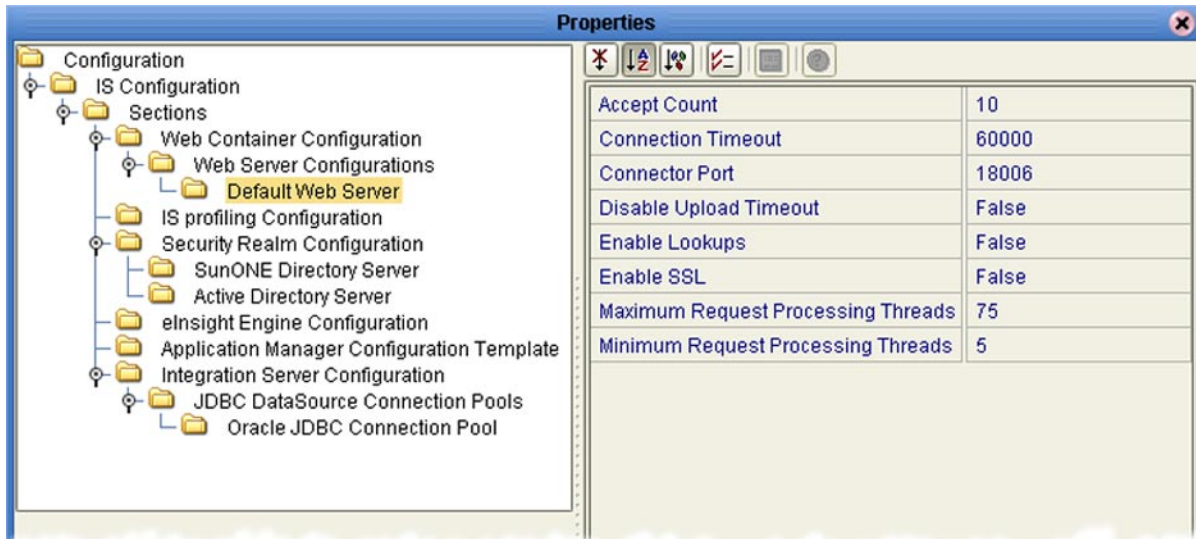 Properties
Configuration
IS Configuration
Sections
Web Container Configuration
Web Server Configurations
Default Web Server
IS profiling Configuration
Security Realm Configuration
SunONE Directory Server
Active Directory Server
eInsight Engine Configuration
Application Manager Configuration Template
Integration Server Configuration
JDBC DataSource Connection Pools
Oracle JDBC Connection Pool
Accept Count 10
Connection Timeout 60000
Connector Port 18006
Disable Upload Timeout False
Enable Lookups False
Enable SSL False
Maximum Request Processing Threads 75
Minimum Request Processing Threads 5